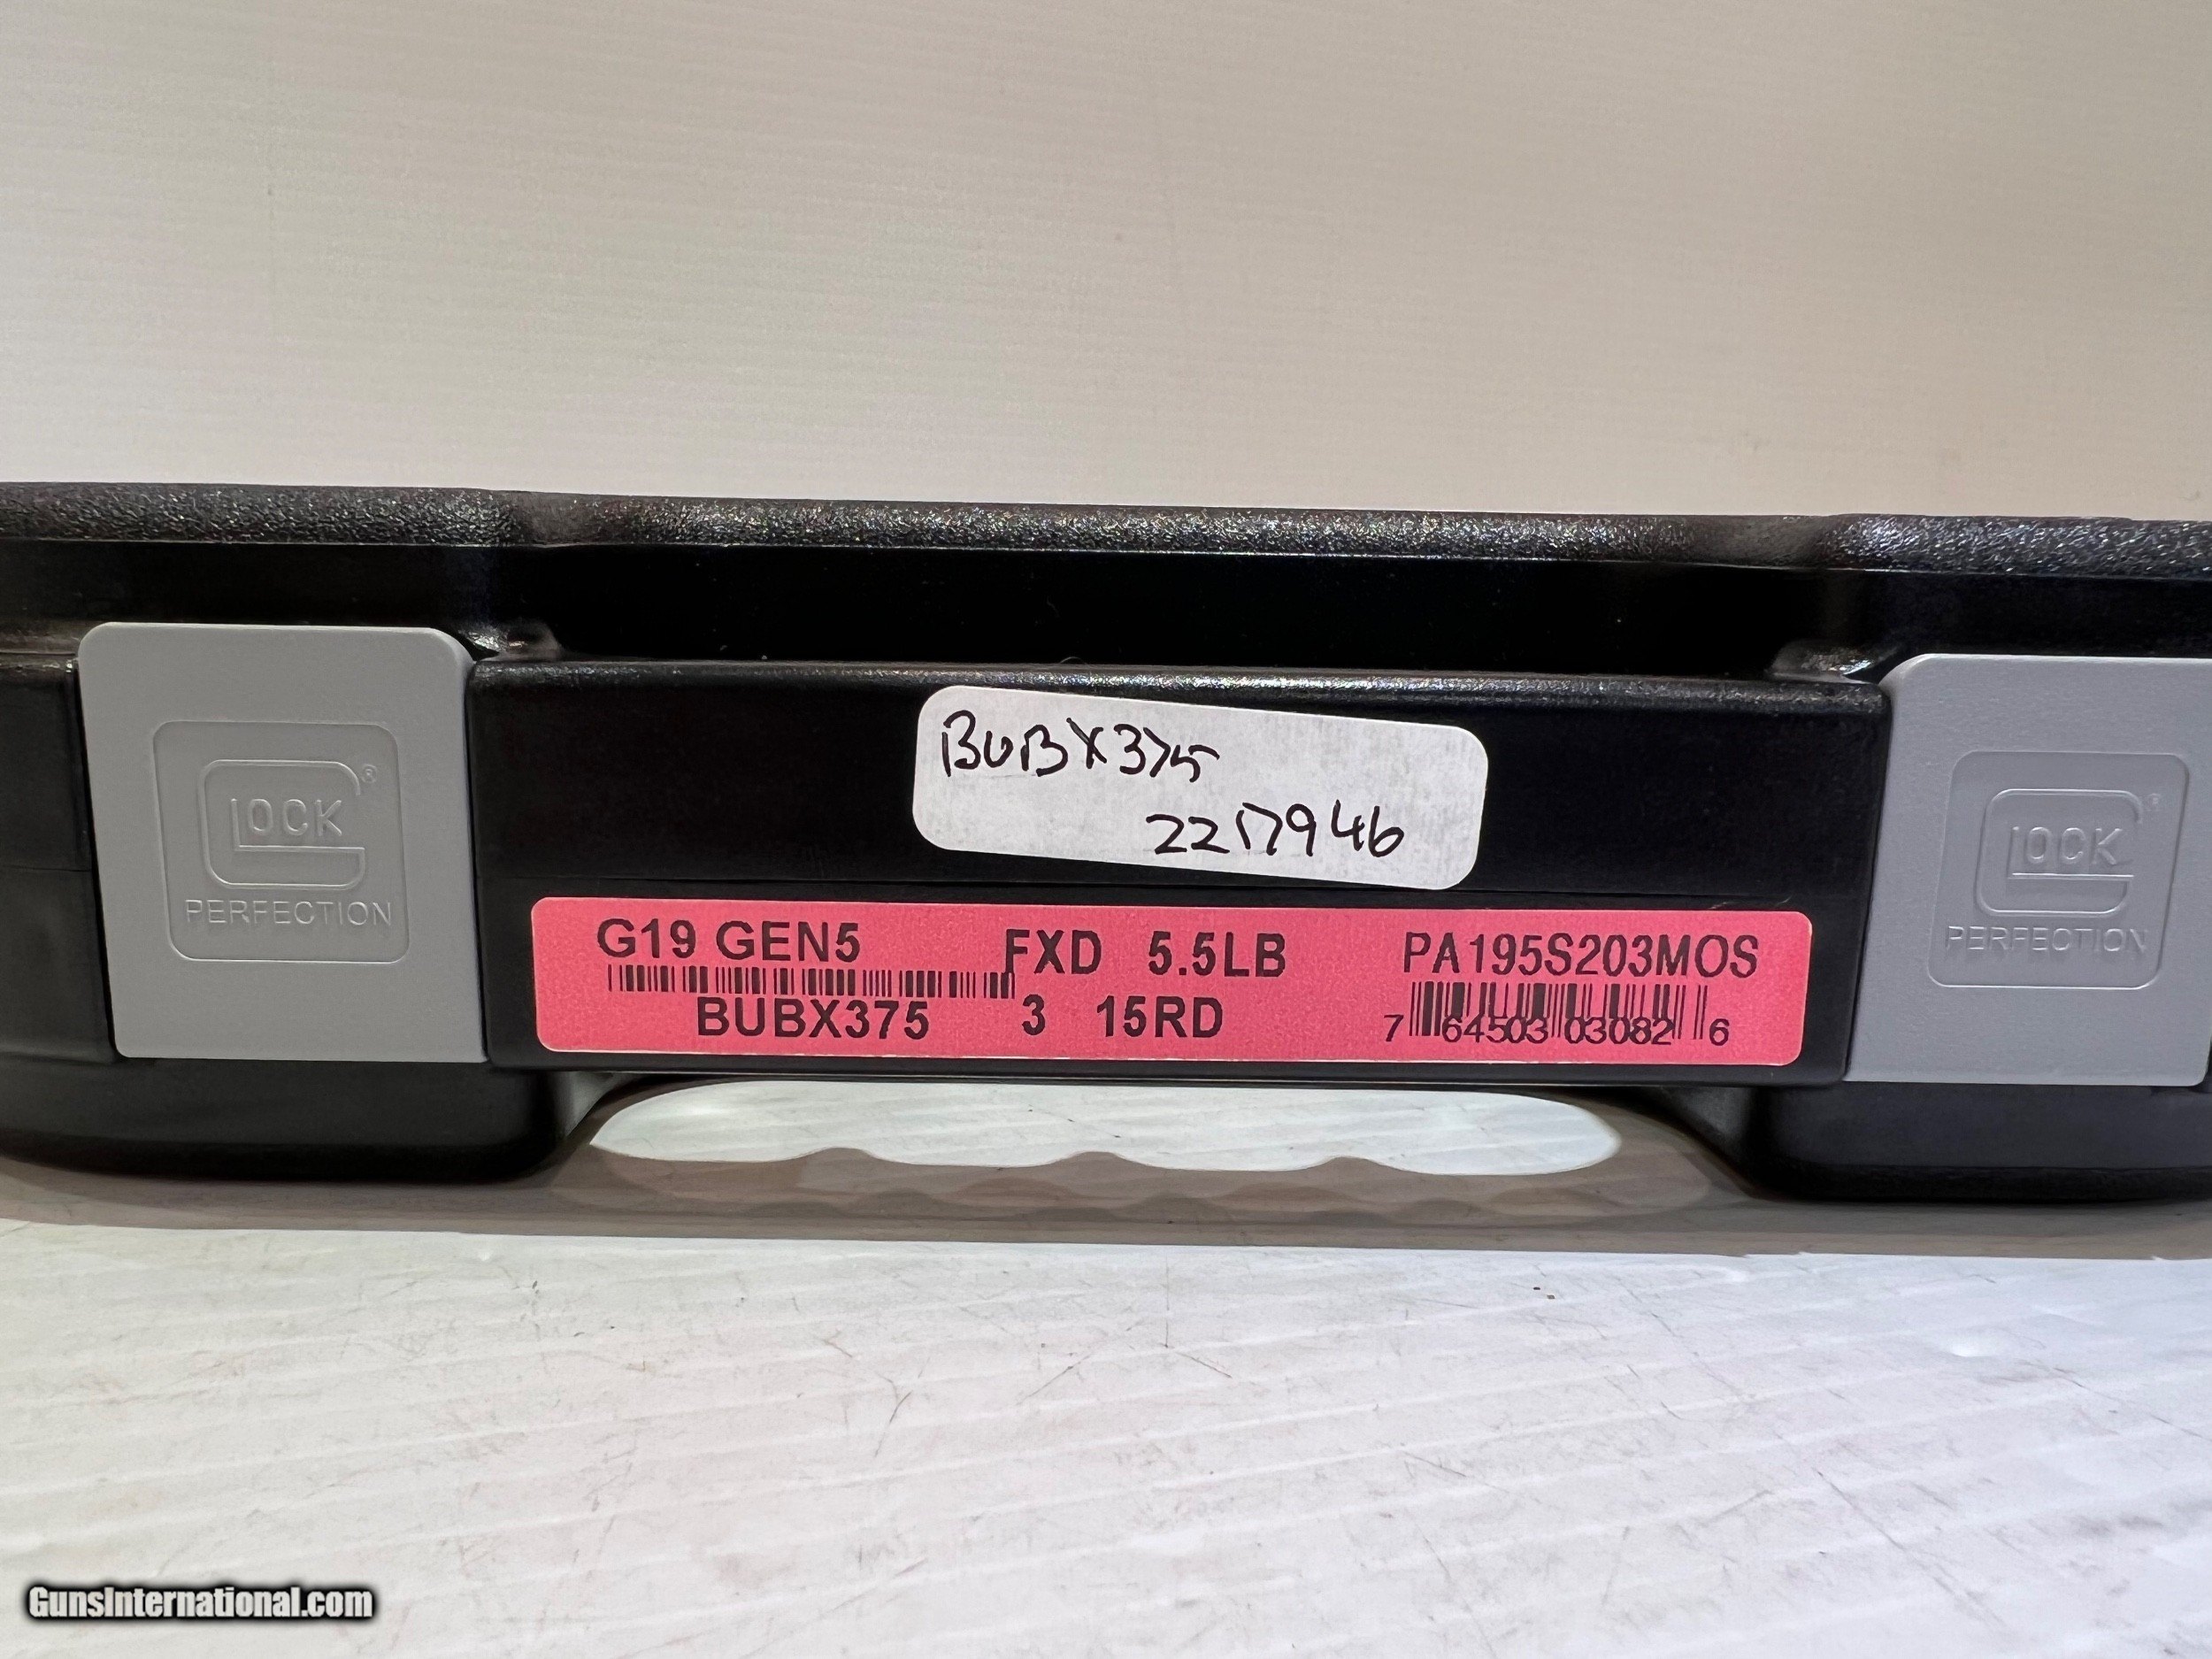 BUBX375
2217946
GLOCK ®
PERFECTION
GLOCK ®
PERFECTION
G19 GEN5 FXD 5.5LB PA195S203MOS
BUBX375 3 15RD 7 64503 03082 6
GunsInternational.com